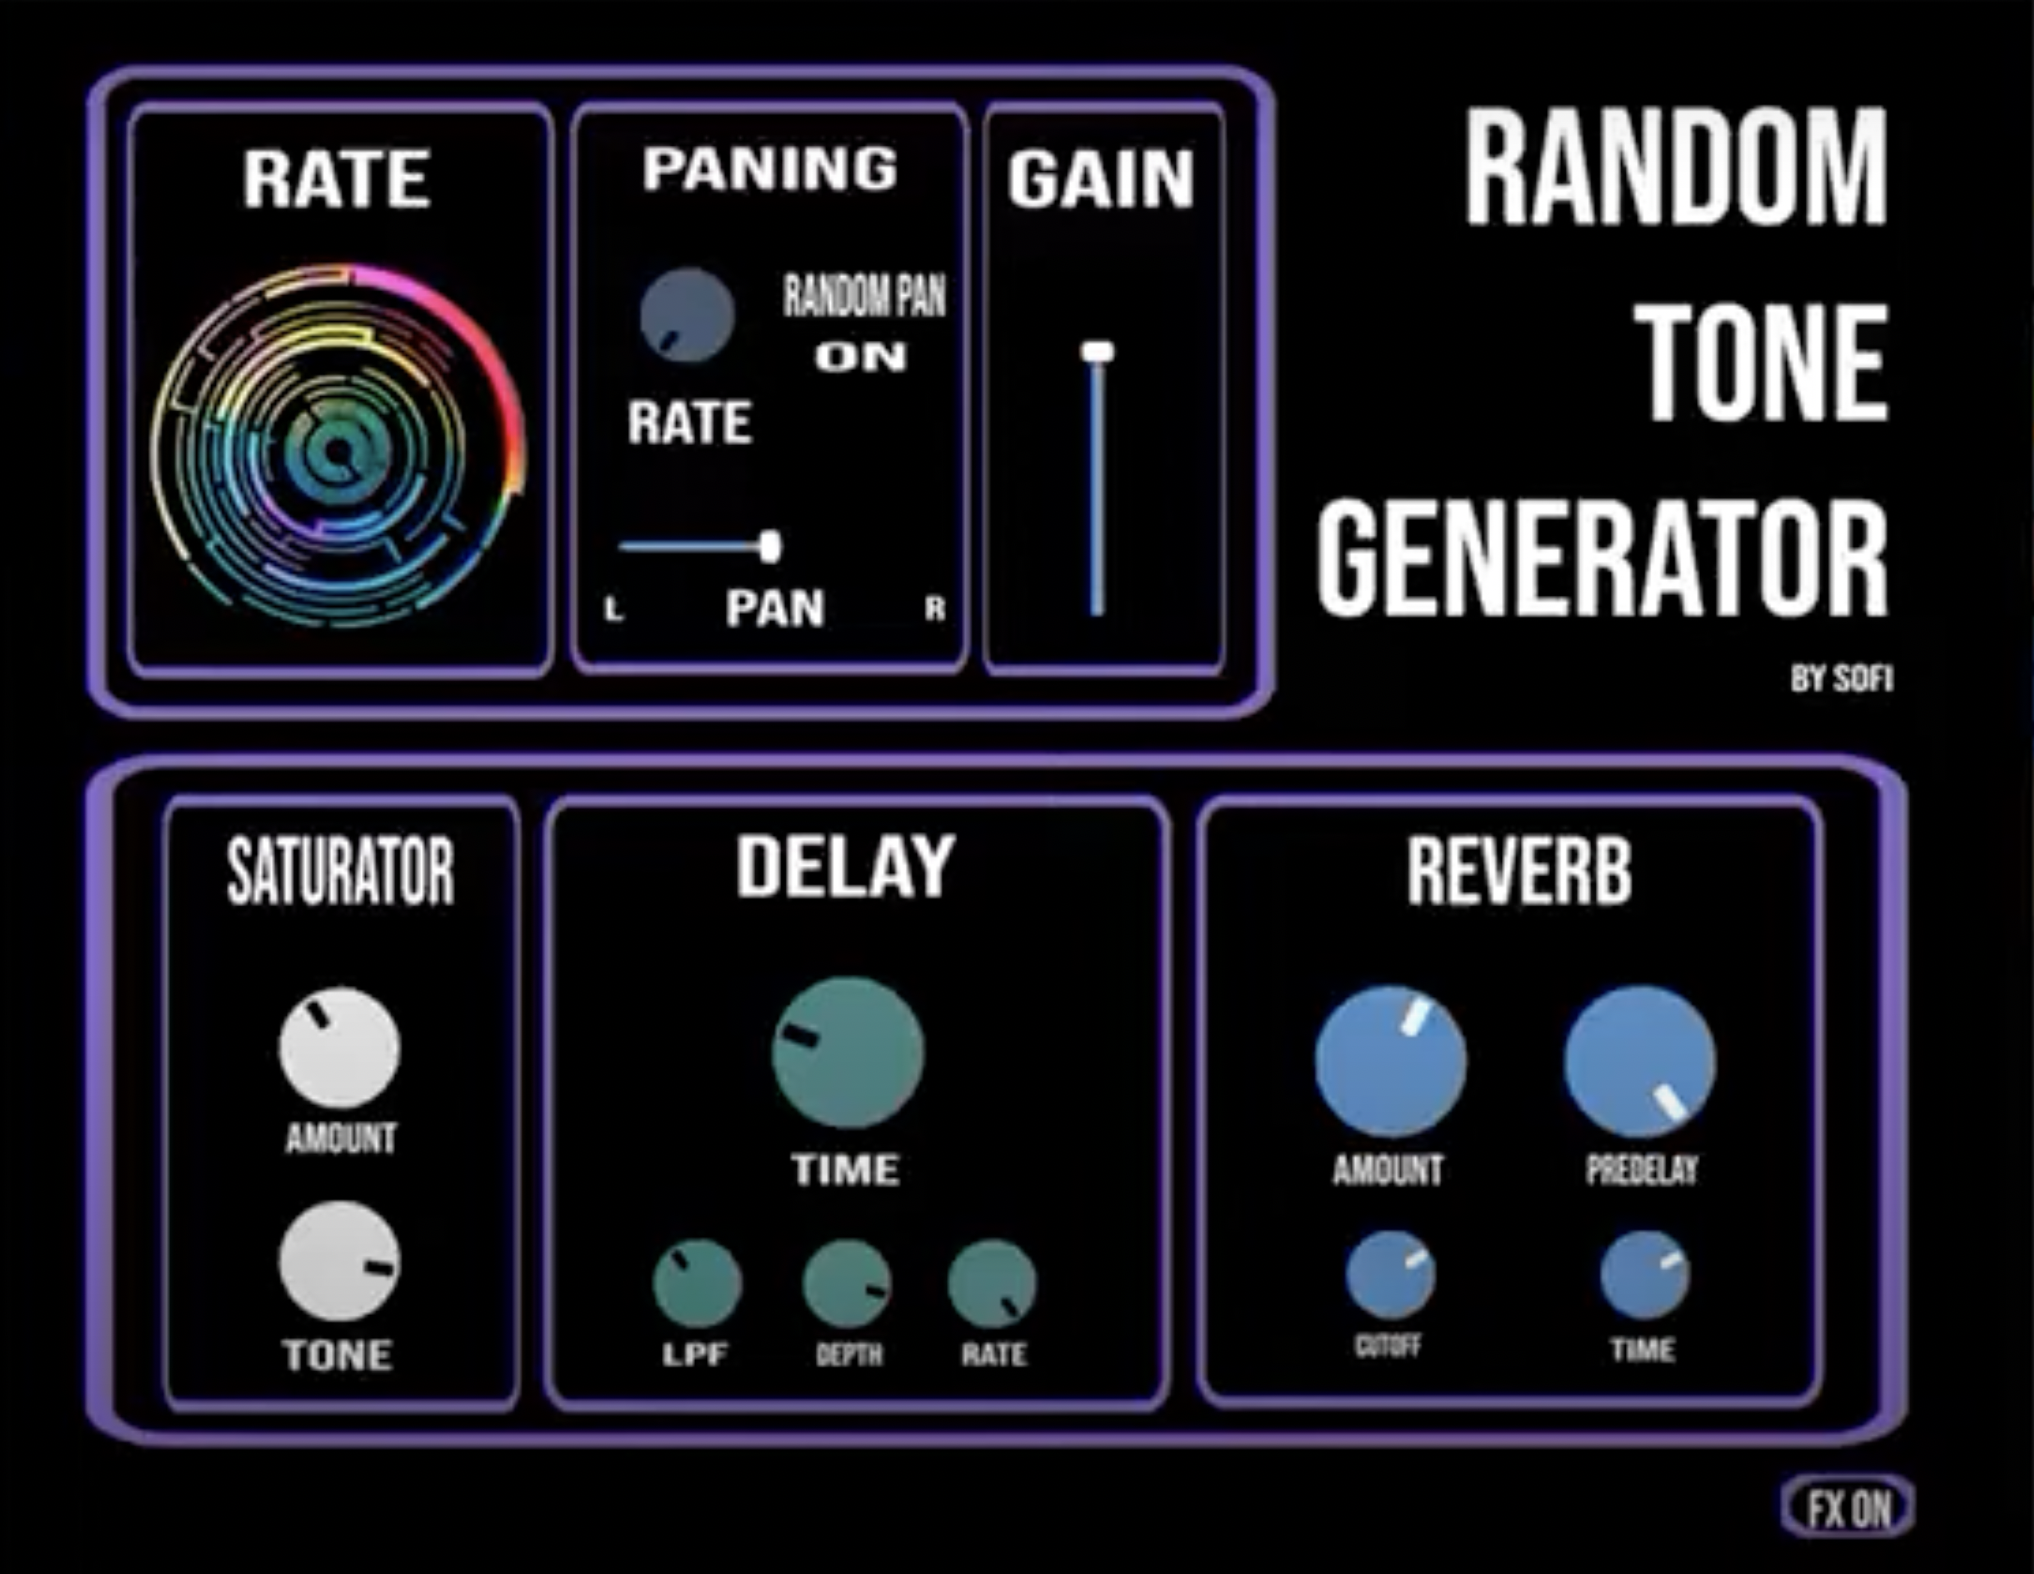 RATE
PANING
GAIN
RANDOM PAN
ON
RATE
L
PAN
R
RANDOM
TONE
GENERATOR
BY SOFI
SATURATOR
AMOUNT
TONE
DELAY
TIME
LPF
DEPTH
RATE
REVERB
AMOUNT
PREDELAY
CUTOFF
TIME
FX ON